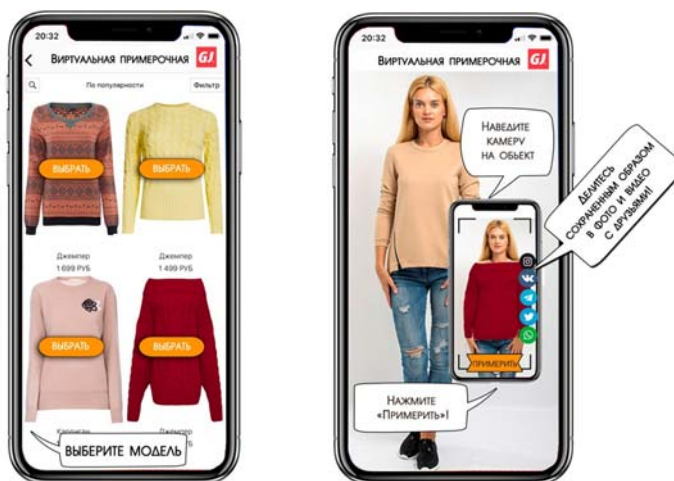 20:32
Виртуальная примерочная GJ
По популярности
Фильтр
ВЫБРАТЬ
ВЫБРАТЬ
Джемпер
1 699 РУБ
Джемпер
1 499 РУБ
ВЫБРАТЬ
ВЫБРАТЬ
Кардиган
Джемпер
ВЫБЕРИТЕ МОДЕЛЬ
20:32
Виртуальная примерочная GJ
НАВЕДИТЕ
КАМЕРУ
НА ОБЪЕКТ
ДЕЛИТЕСЬ
СОХРАНЕННЫМ ОБРАЗОМ
В ФОТО И ВИДЕО
С ДРУЗЬЯМИ!
ПРИМЕРИТЬ
НАЖМИТЕ
«ПРИМЕРИТЬ»!